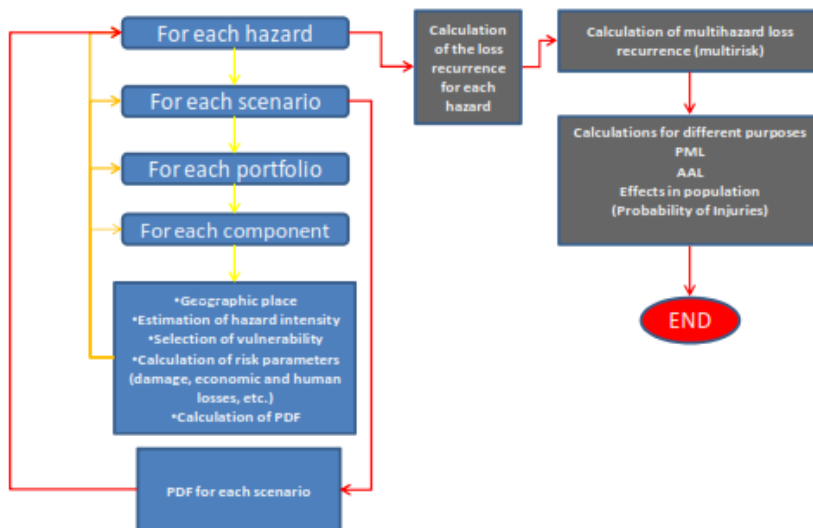 For each hazard
For each scenario
For each portfolio
For each component
•Geographic place
•Estimation of hazard intensity
•Selection of vulnerability
•Calculation of risk parameters
(damage, economic and human
losses, etc.)
•Calculation of PDF
PDF for each scenario
Calculation
of the loss
recurrence
for each
hazard
Calculation of multihazard loss
recurrence (multirisk)
Calculations for different purposes
PML
AAL
Effects in population
(Probability of Injuries)
END